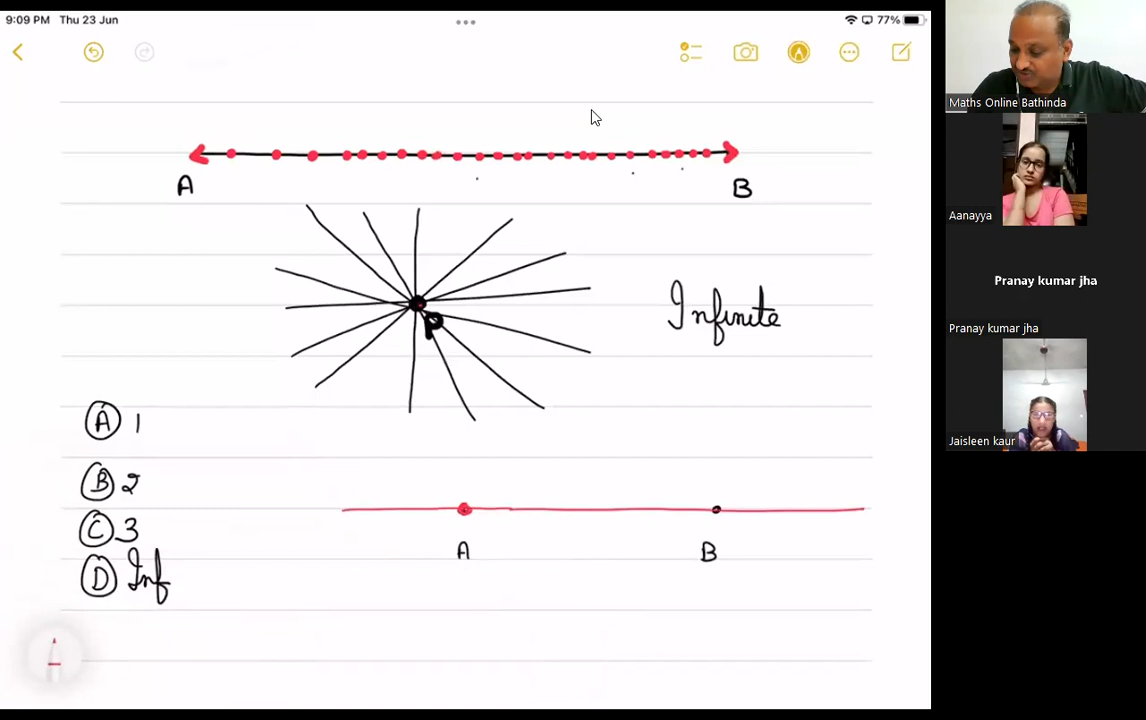 9:09 PM Thu 23 Jun
77%
A B
P
Infinite
A 1
B 2
C 3
D Inf
A B
Maths Online Bathinda
Aanayya
Pranay kumar jha
Pranay kumar jha
Jaisleen kaur